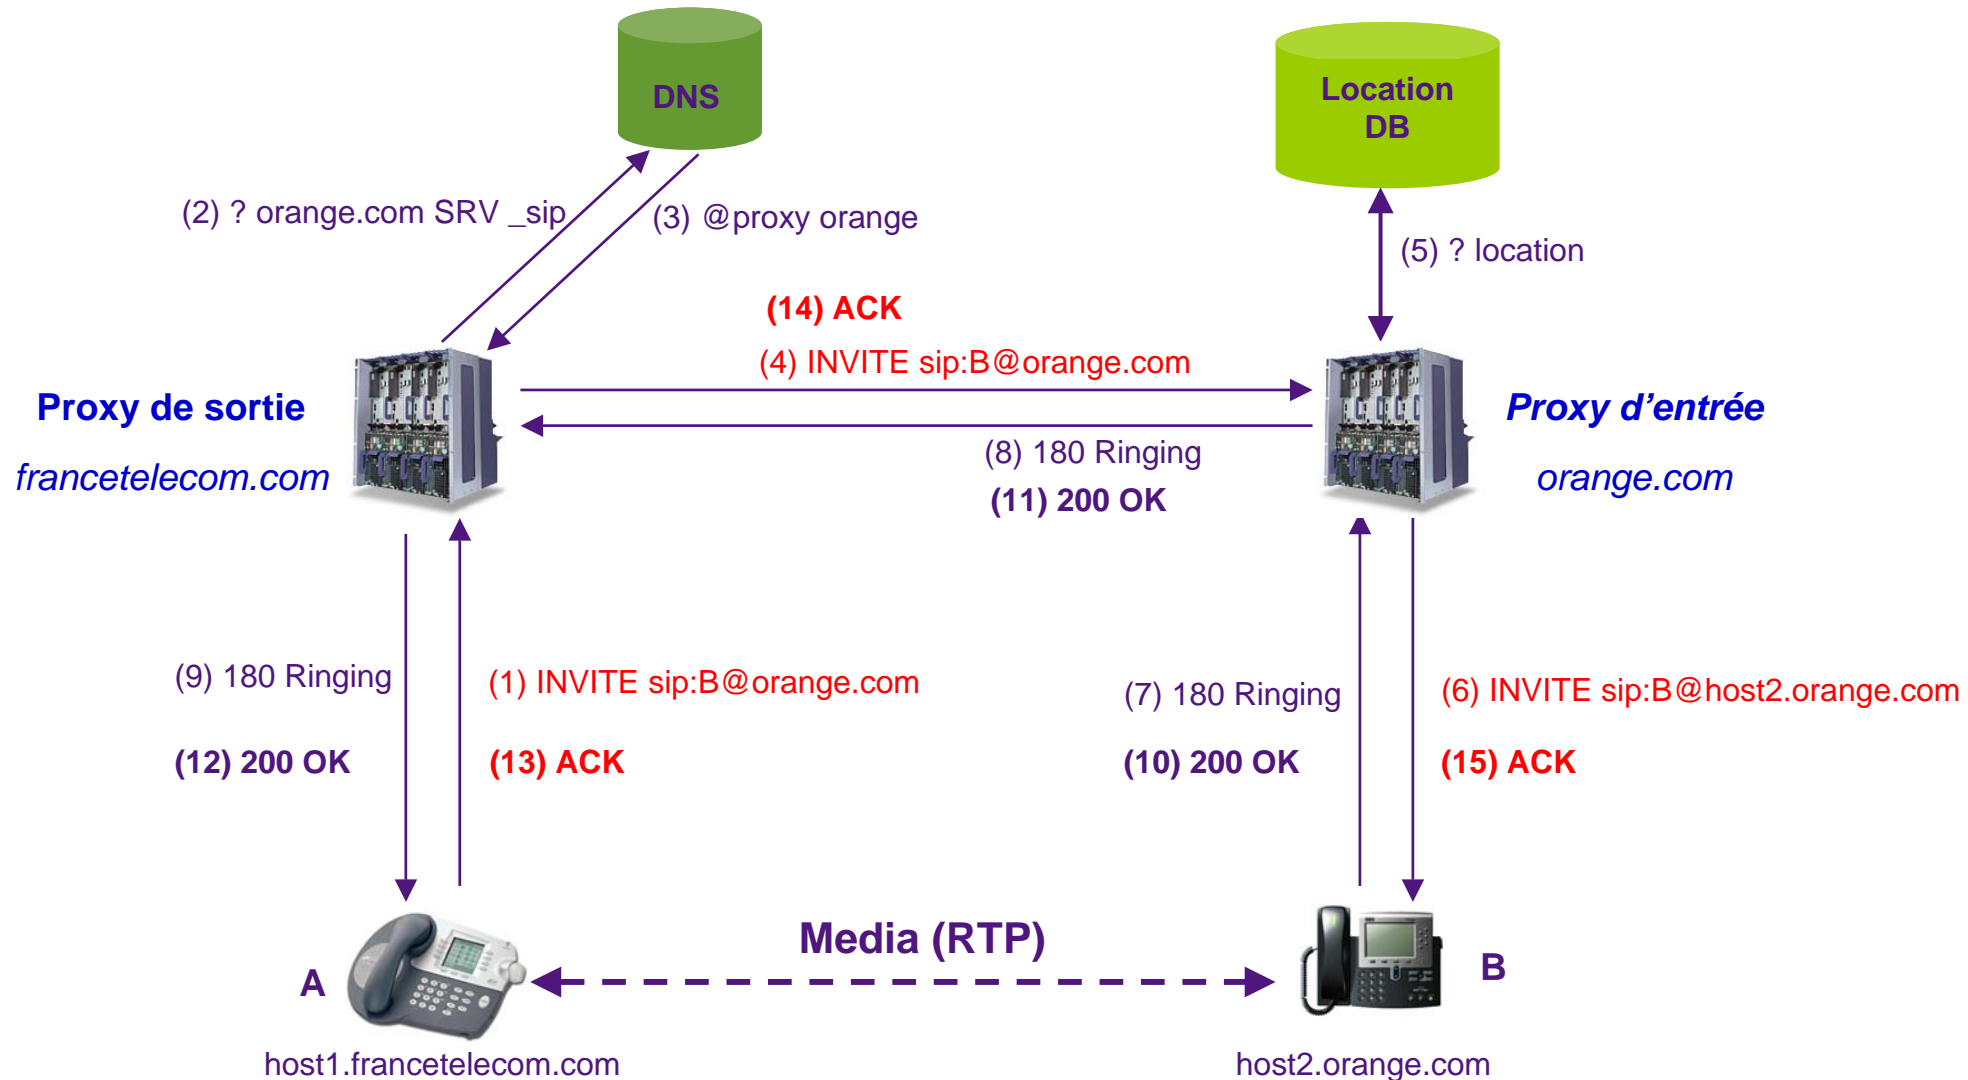 DNS
Location
DB
(2) ? orange.com SRV _sip
(3) @proxy orange
(5) ? location
(14) ACK
(4) INVITE sip:B@orange.com
Proxy de sortie
francetelecom.com
Proxy d’entrée
orange.com
(8) 180 Ringing
(11) 200 OK
(9) 180 Ringing
(12) 200 OK
(1) INVITE sip:B@orange.com
(13) ACK
(7) 180 Ringing
(10) 200 OK
(6) INVITE sip:B@host2.orange.com
(15) ACK
Media (RTP)
A
B
host1.francetelecom.com
host2.orange.com